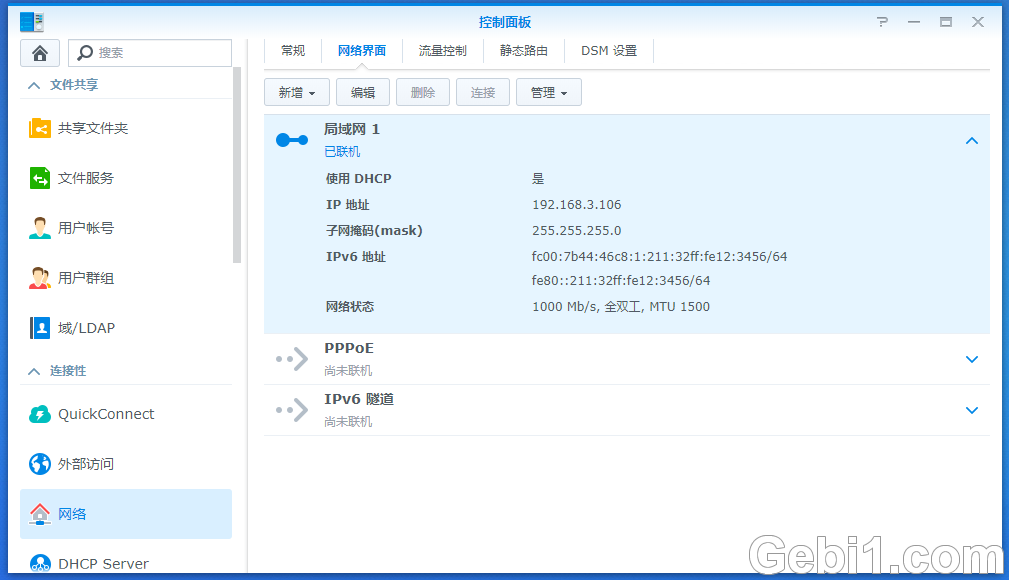 控制面板
搜索
文件共享
共享文件夹
文件服务
用户帐号
用户群组
域/LDAP
连接性
QuickConnect
外部访问
网络
DHCP Server
常规 网络界面 流量控制 静态路由 DSM 设置
新增 编辑 删除 连接 管理
局域网 1
已联机
使用 DHCP 是
IP 地址 192.168.3.106
子网掩码(mask) 255.255.255.0
IPv6 地址 fc00:7b44:46c8:1:211:32ff:fe12:3456/64
fe80::211:32ff:fe12:3456/64
网络状态 1000 Mb/s, 全双工, MTU 1500
PPPoE
尚未联机
IPv6 隧道
尚未联机
Gebi1.com